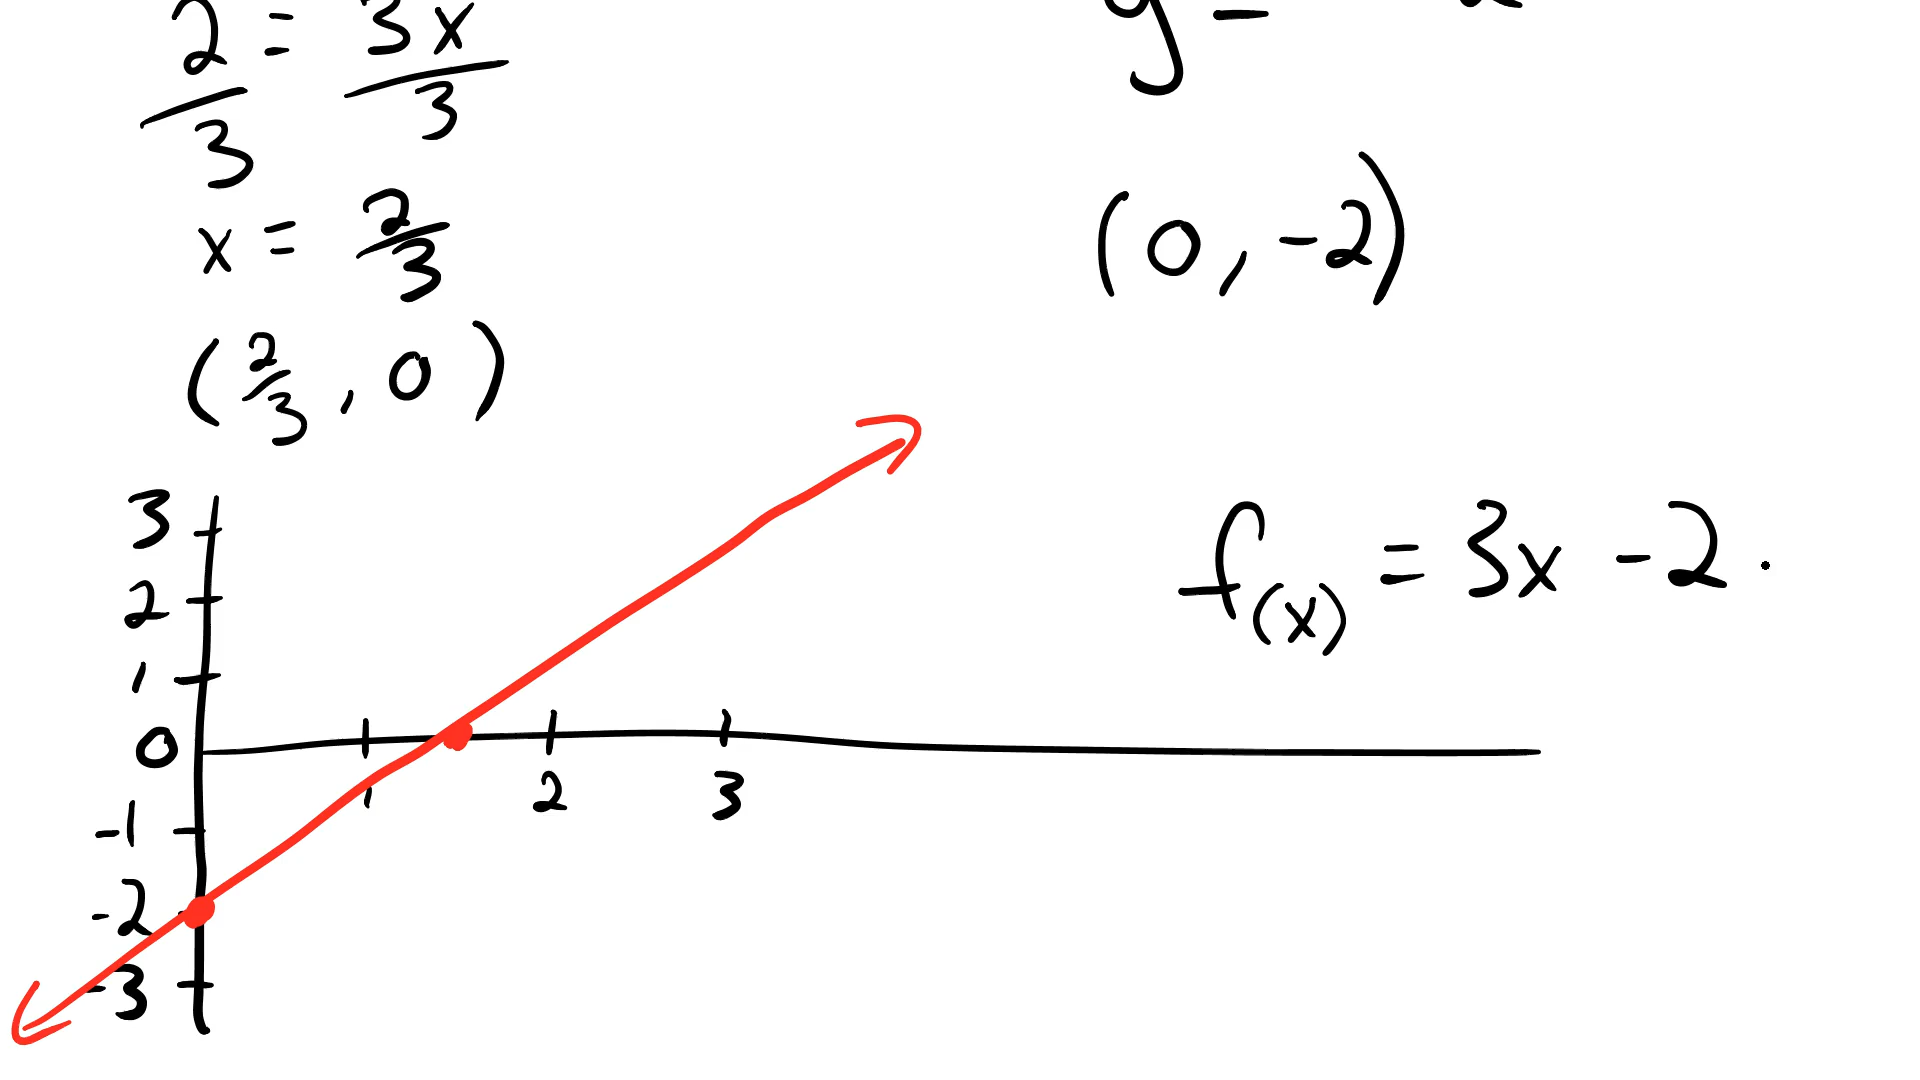 2/3 = 3x/3
x = 2/3
(2/3, 0)
y =
(0, -2)
f(x) = 3x -2
3
2
1
0
-1
-2
-3
1 2 3